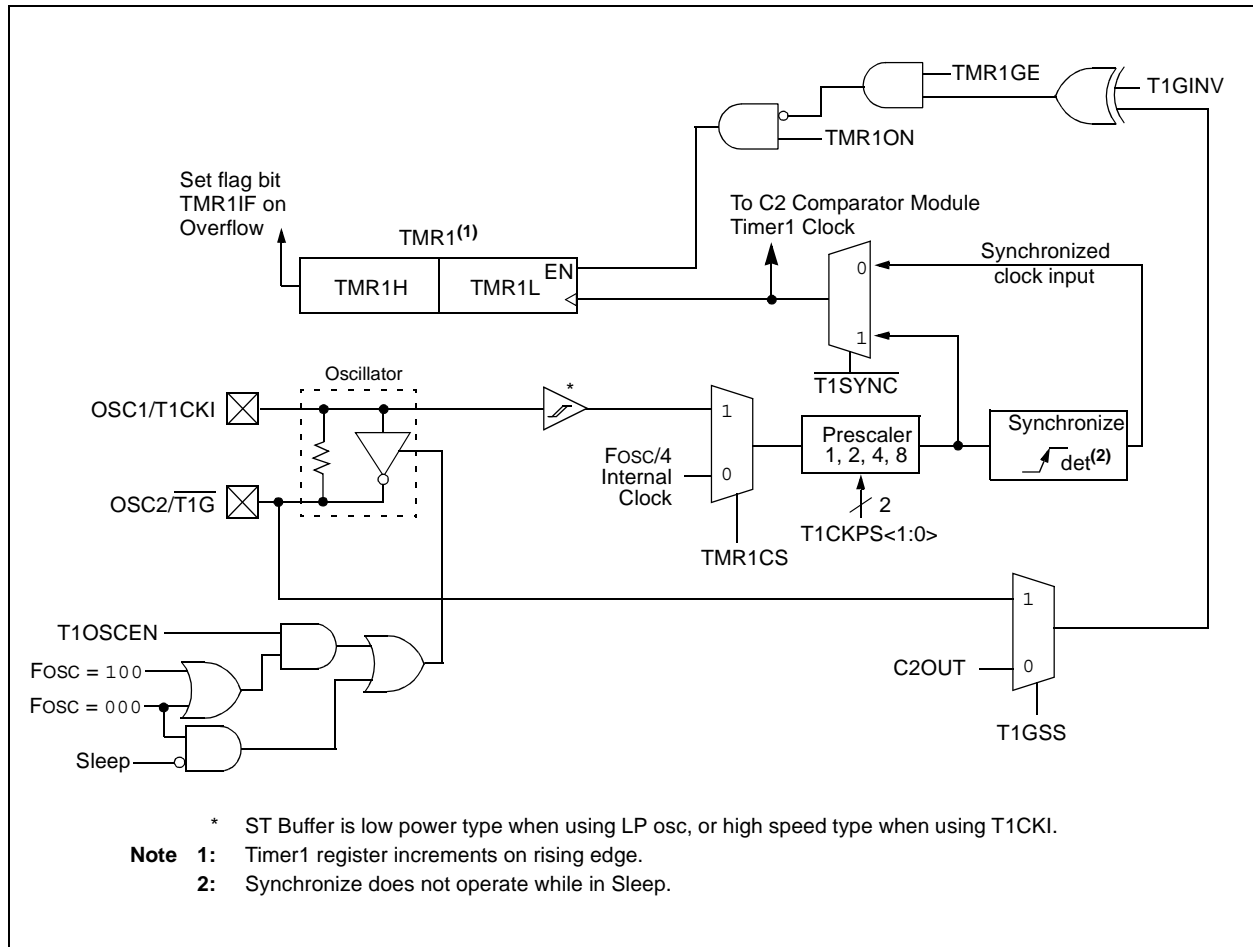 TMR1GE
T1GINV
TMR1ON
Set flag bit
TMR1IF on
Overflow
To C2 Comparator Module
Timer1 Clock
TMR1(1)
EN
TMR1H
TMR1L
0
1
Synchronized
clock input
T1SYNC
Oscillator
*
OSC1/T1CKI
OSC2/T1G
1
0
FOSC/4
Internal
Clock
TMR1CS
Prescaler
1, 2, 4, 8
2
T1CKPS<1:0>
Synchronize
det(2)
1
0
C2OUT
T1GSS
T1OSCEN
FOSC = 100
FOSC = 000
Sleep
* ST Buffer is low power type when using LP osc, or high speed type when using T1CKI.
Note 1: Timer1 register increments on rising edge.
2: Synchronize does not operate while in Sleep.